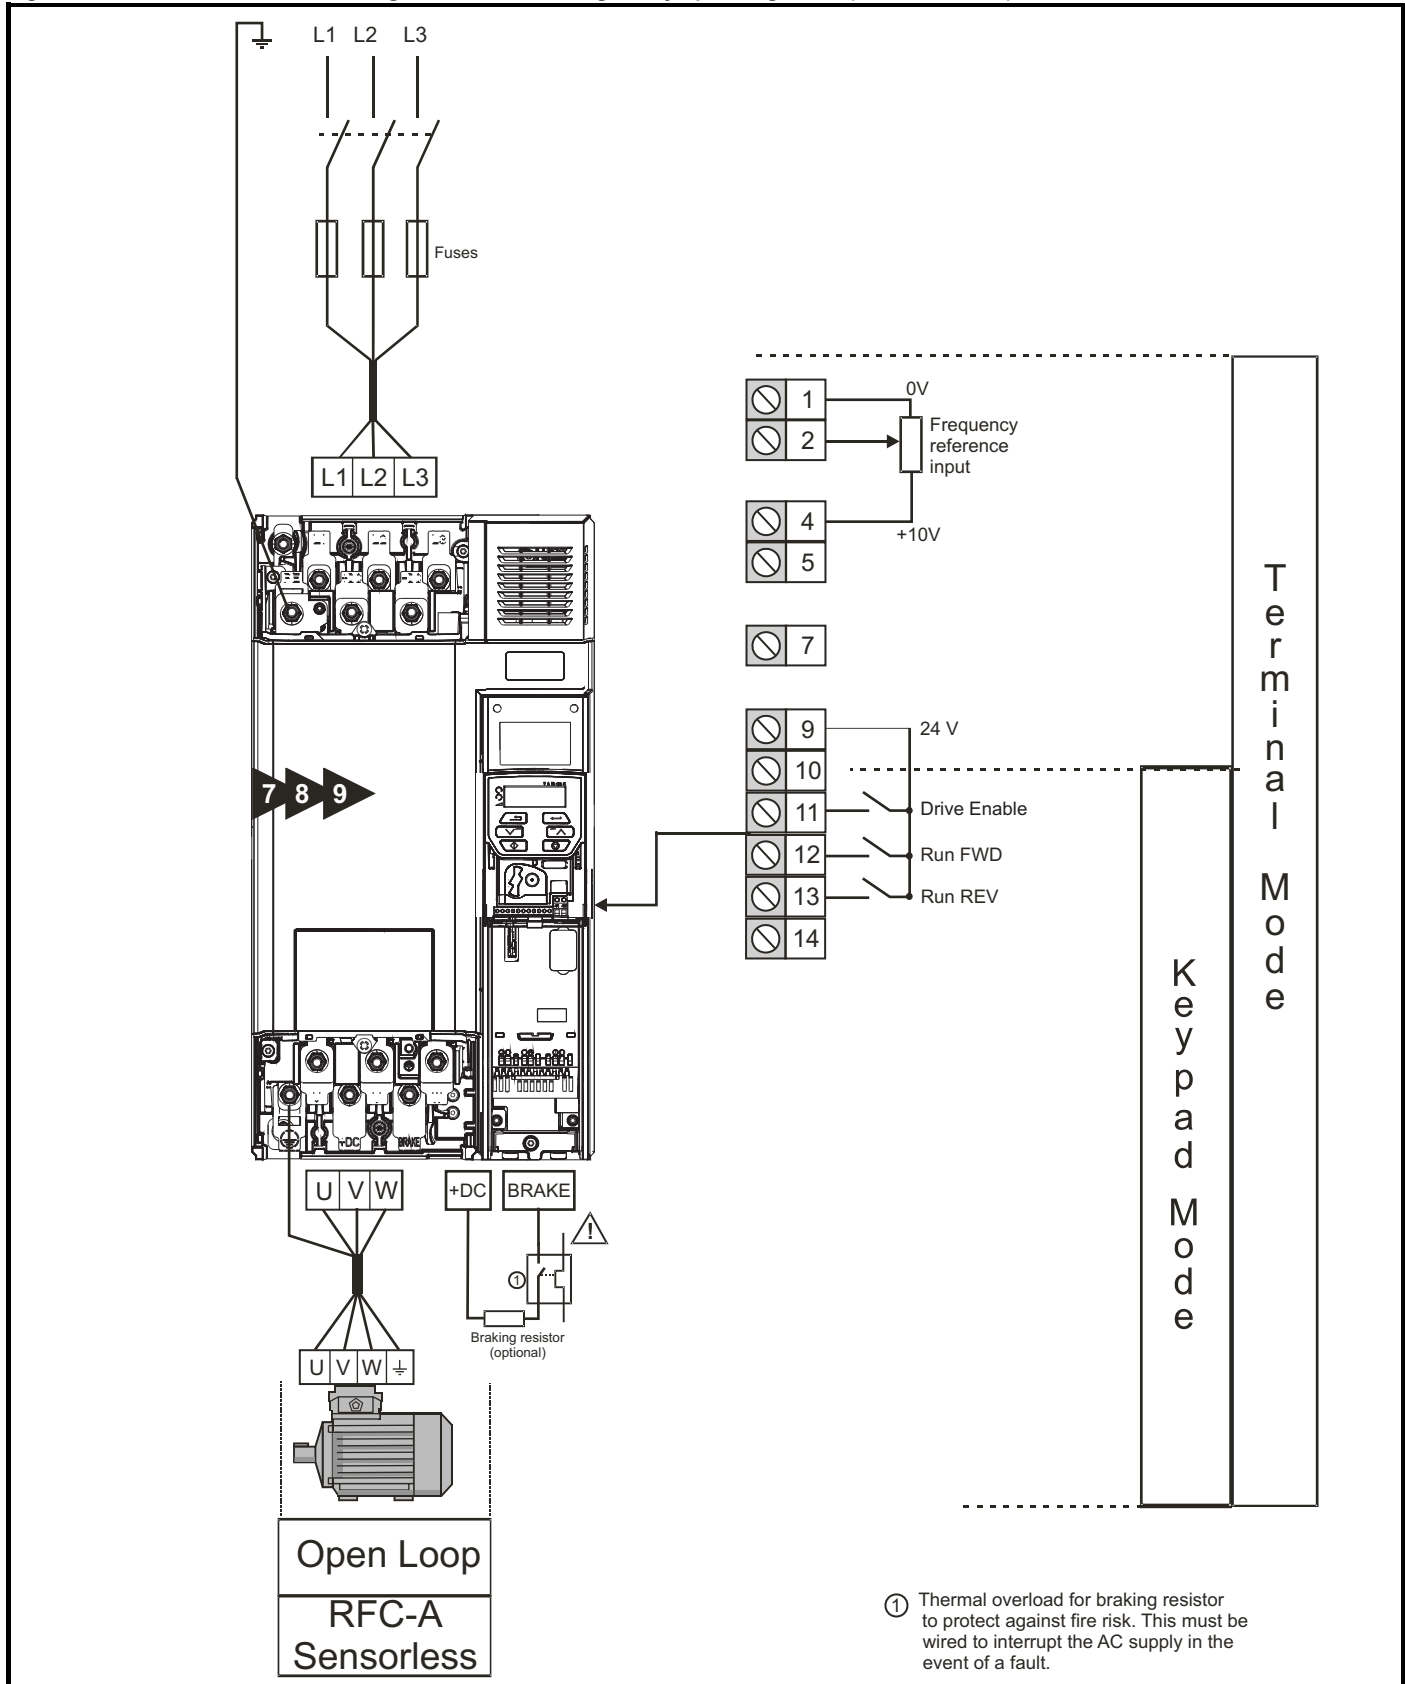 L1 L2 L3
Fuses
L1 L2 L3
1
0V
2
Frequency
reference
input
4
+10V
5
7
9
24 V
10
11
Drive Enable
12
Run FWD
13
Run REV
14
7 8 9
Terminal Mode
Keypad Mode
+DC
BRAKE
U V W
+DC
BRAKE
!
1
Braking resistor
(optional)
U V W
Open Loop
RFC-A
Sensorless
1 Thermal overload for braking resistor
to protect against fire risk. This must be
wired to interrupt the AC supply in the
event of a fault.